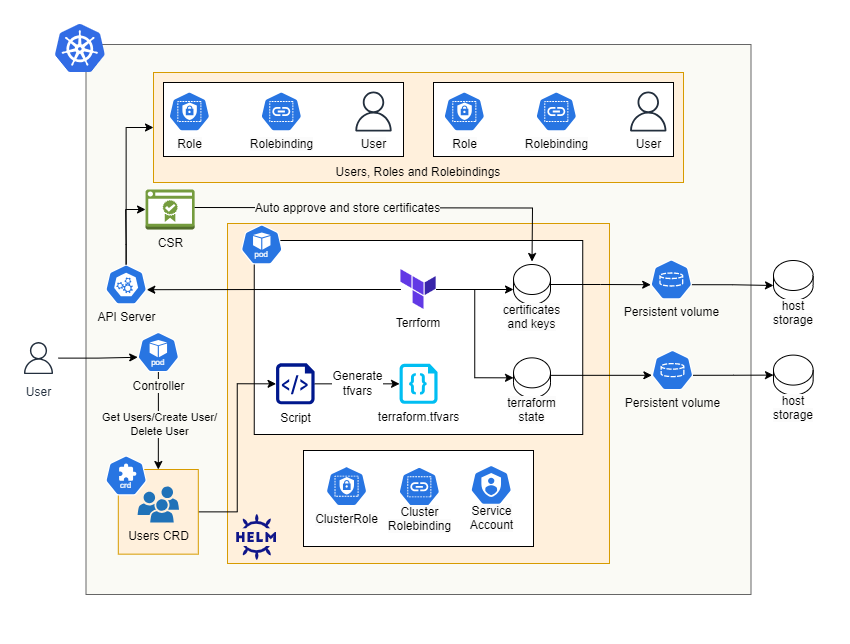 Role
Rolebinding
User
Role
Rolebinding
User
Users, Roles and Rolebindings
Auto approve and store certificates
CSR
pod
API Server
Terrform
certificates
and keys
Persistent volume
host
storage
User
pod
Controller
Get Users/Create User/
Delete User
Script
Generate
tfvars
terraform.tfvars
terraform
state
Persistent volume
host
storage
crd
Users CRD
HELM
ClusterRole
Cluster
Rolebinding
Service
Account